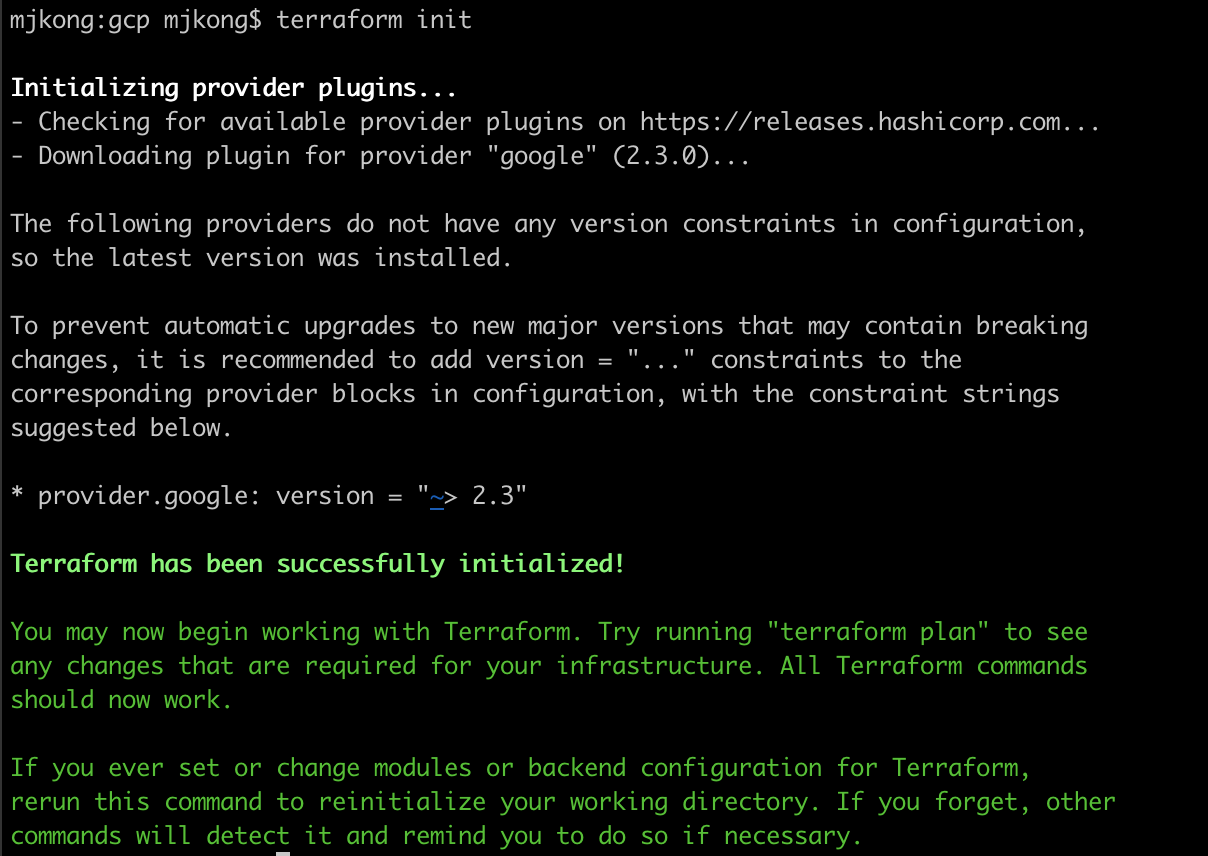 mjkong:gcp mjkong$ terraform init
Initializing provider plugins...
- Checking for available provider plugins on https://releases.hashicorp.com...
- Downloading plugin for provider "google" (2.3.0)...
The following providers do not have any version constraints in configuration,
so the latest version was installed.
To prevent automatic upgrades to new major versions that may contain breaking
changes, it is recommended to add version = "..." constraints to the
corresponding provider blocks in configuration, with the constraint strings
suggested below.
* provider.google: version = "~> 2.3"
Terraform has been successfully initialized!
You may now begin working with Terraform. Try running "terraform plan" to see
any changes that are required for your infrastructure. All Terraform commands
should now work.
If you ever set or change modules or backend configuration for Terraform,
rerun this command to reinitialize your working directory. If you forget, other
commands will detect it and remind you to do so if necessary.